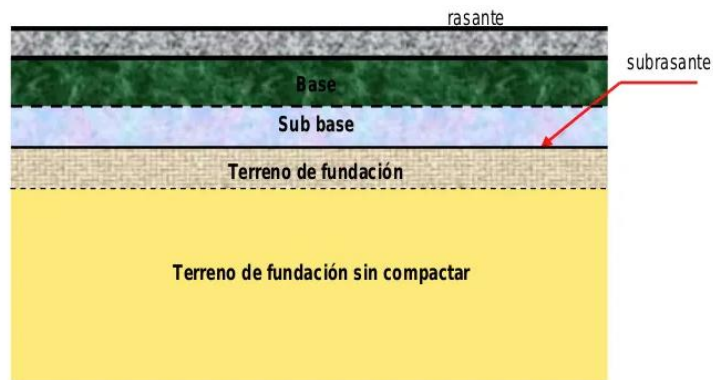 rasante
subrasante
Base
Sub base
Terreno de fundación
Terreno de fundación sin compactar